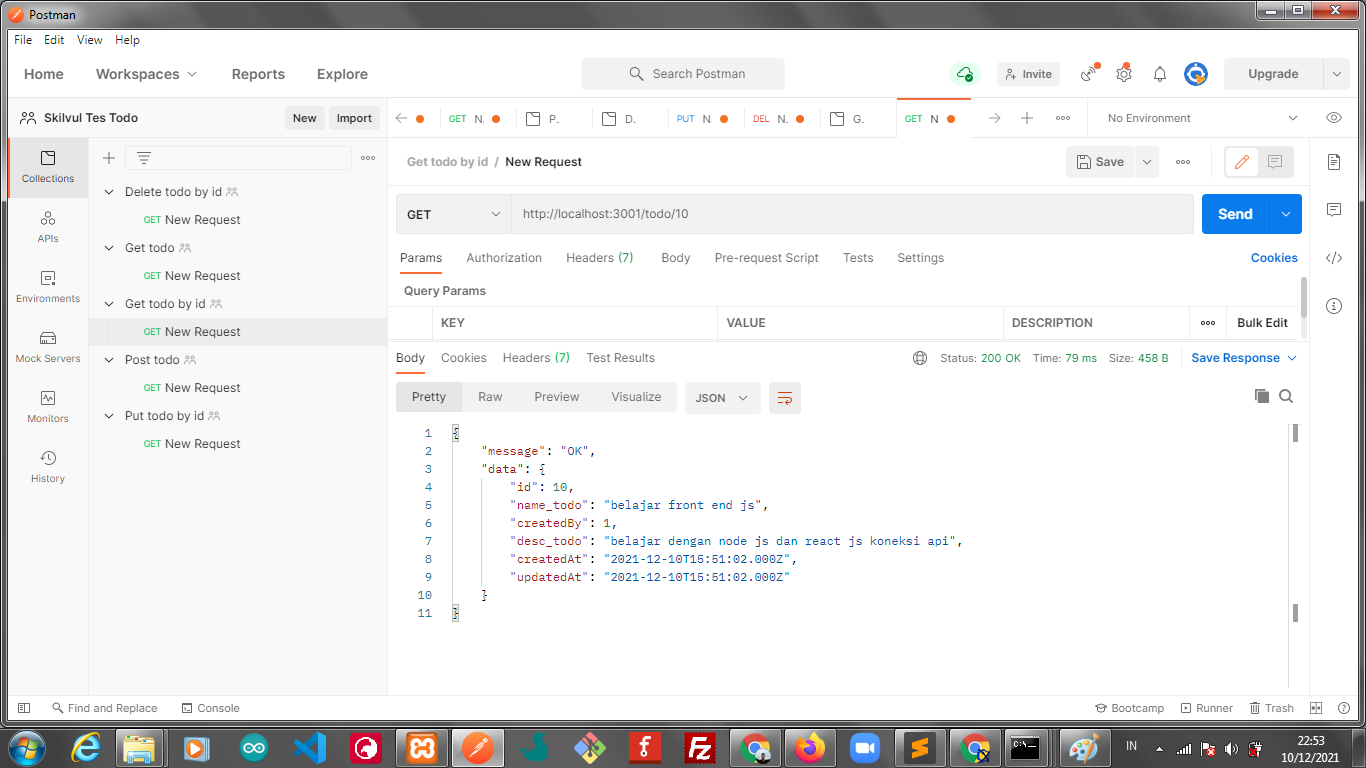 Postman
File Edit View Help
Home Workspaces Reports Explore Search Postman Invite Upgrade
Skilvul Tes Todo New Import
GET N. P. D. PUT N. DEL N. G. GET N No Environment
Collections
APIs
Environments
Mock Servers
Monitors
History
Delete todo by id
GET New Request
Get todo
GET New Request
Get todo by id
GET New Request
Post todo
GET New Request
Put todo by id
GET New Request
Get todo by id / New Request Save
GET http://localhost:3001/todo/10 Send
Params Authorization Headers (7) Body Pre-request Script Tests Settings Cookies
Query Params
KEY VALUE DESCRIPTION Bulk Edit
Body Cookies Headers (7) Test Results Status: 200 OK Time: 79 ms Size: 458 B Save Response
Pretty Raw Preview Visualize JSON
1 {
2 "message": "OK",
3 "data": {
4 "id": 10,
5 "name_todo": "belajar front end js",
6 "createdBy": 1,
7 "desc_todo": "belajar dengan node js dan react js koneksi api",
8 "createdAt": "2021-12-10T15:51:02.000Z",
9 "updatedAt": "2021-12-10T15:51:02.000Z"
10 }
11 }
Find and Replace Console Bootcamp Runner Trash
IN 22:53
10/12/2021